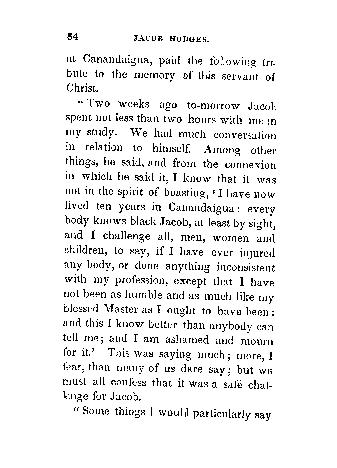 84 JACOB HODGES.
at Canandaigua, paid the following tri-
bute to the memory of this servant of
Christ.
"Two weeks ago to-morrow Jacob
spent not less than two hours with me in
my study. We had much conversation
in relation to himself. Among other
things, he said, and from the connexion
in which he said it, I know that it was
not in the spirit of boasting, 'I have now
lived ten years in Canandaigua: every
body knows black Jacob, at least by sight,
and I challenge all, men, women and
children, to say, if I have ever injured
any body, or done anything inconsistent
with my profession, except that I have
not been as humble and as much like my
blessed Master as I ought to have been:
and this I know better than anybody can
tell me; and I am ashamed and mourn
for it.' This was saying much; more, I
fear, than many of us dare say; but we
must all confess that it was a safe chal-
lenge for Jacob.
"Some things I would particularly say